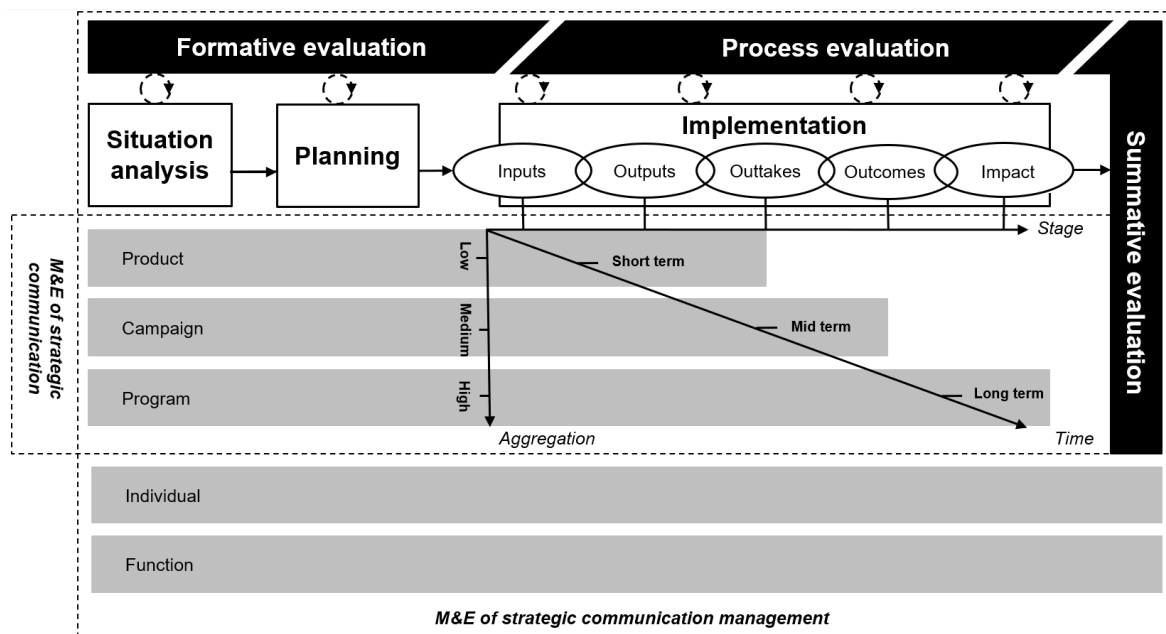 Formative evaluation
Process evaluation
Summative evaluation
Situation
analysis
Planning
Implementation
Inputs
Outputs
Outtakes
Outcomes
Impact
Stage
M&E of strategic
communication
Product
Low
Short term
Campaign
Medium
Mid term
Program
High
Long term
Aggregation
Time
Individual
Function
M&E of strategic communication management